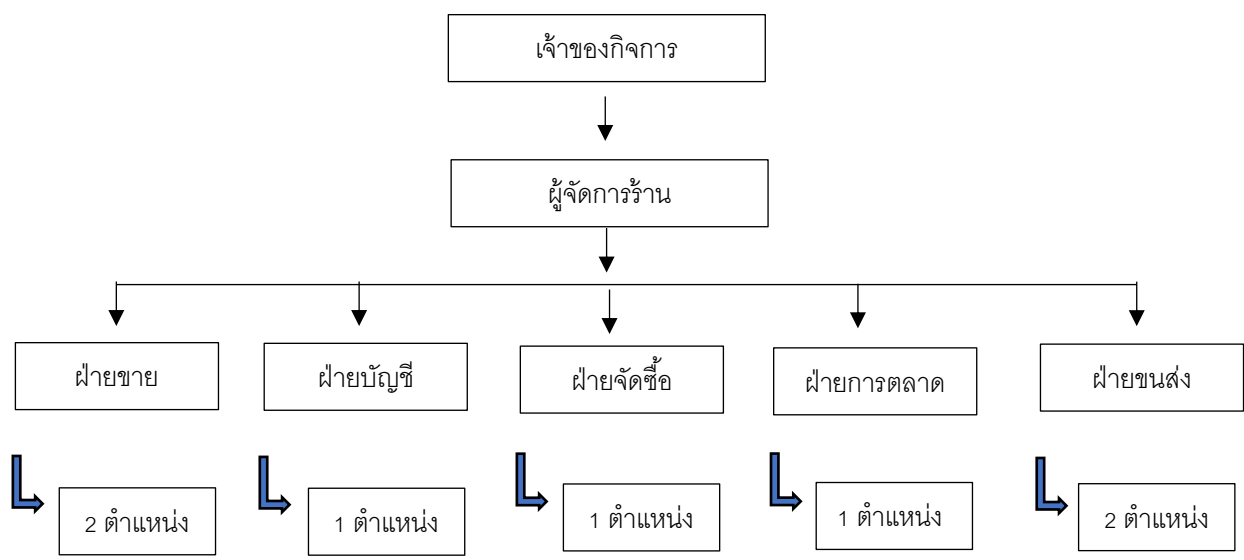 เจ้าของกิจการ
ผู้จัดการร้าน
ฝ่ายขาย
ฝ่ายบัญชี
ฝ่ายจัดซื้อ
ฝ่ายการตลาด
ฝ่ายขนส่ง
2 ตำแหน่ง
1 ตำแหน่ง
1 ตำแหน่ง
1 ตำแหน่ง
2 ตำแหน่ง